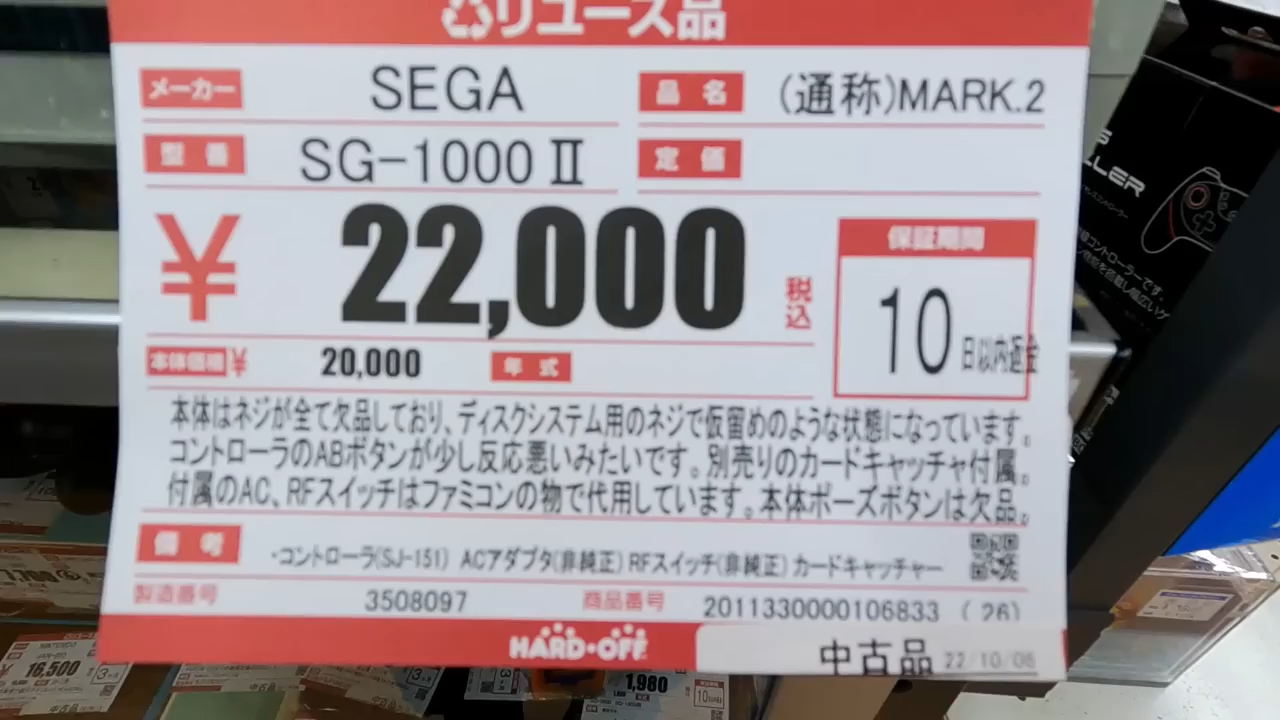 リユース品
メーカー SEGA 品名 (通称)MARK.2
型番 SG-1000Ⅱ 定価
¥ 22,000 税込
保証期間
10 日以内返金
本体価格¥ 20,000 年式
本体はネジが全て欠品しており、ディスクシステム用のネジで仮留めのような状態になっています。
コントローラのABボタンが少し反応悪いみたいです。別売りのカードキャッチャ付属。
付属のAC、RFスイッチはファミコンの物で代用しています。本体ポーズボタンは欠品。
備考 ・コントローラ(SJ-151) ACアダプタ(非純正) RFスイッチ(非純正) カードキャッチャー
製造番号 3508097 商品番号 2011330000106833 (26)
HARD・OFF 中古品 22/10/06
16,500
1,980